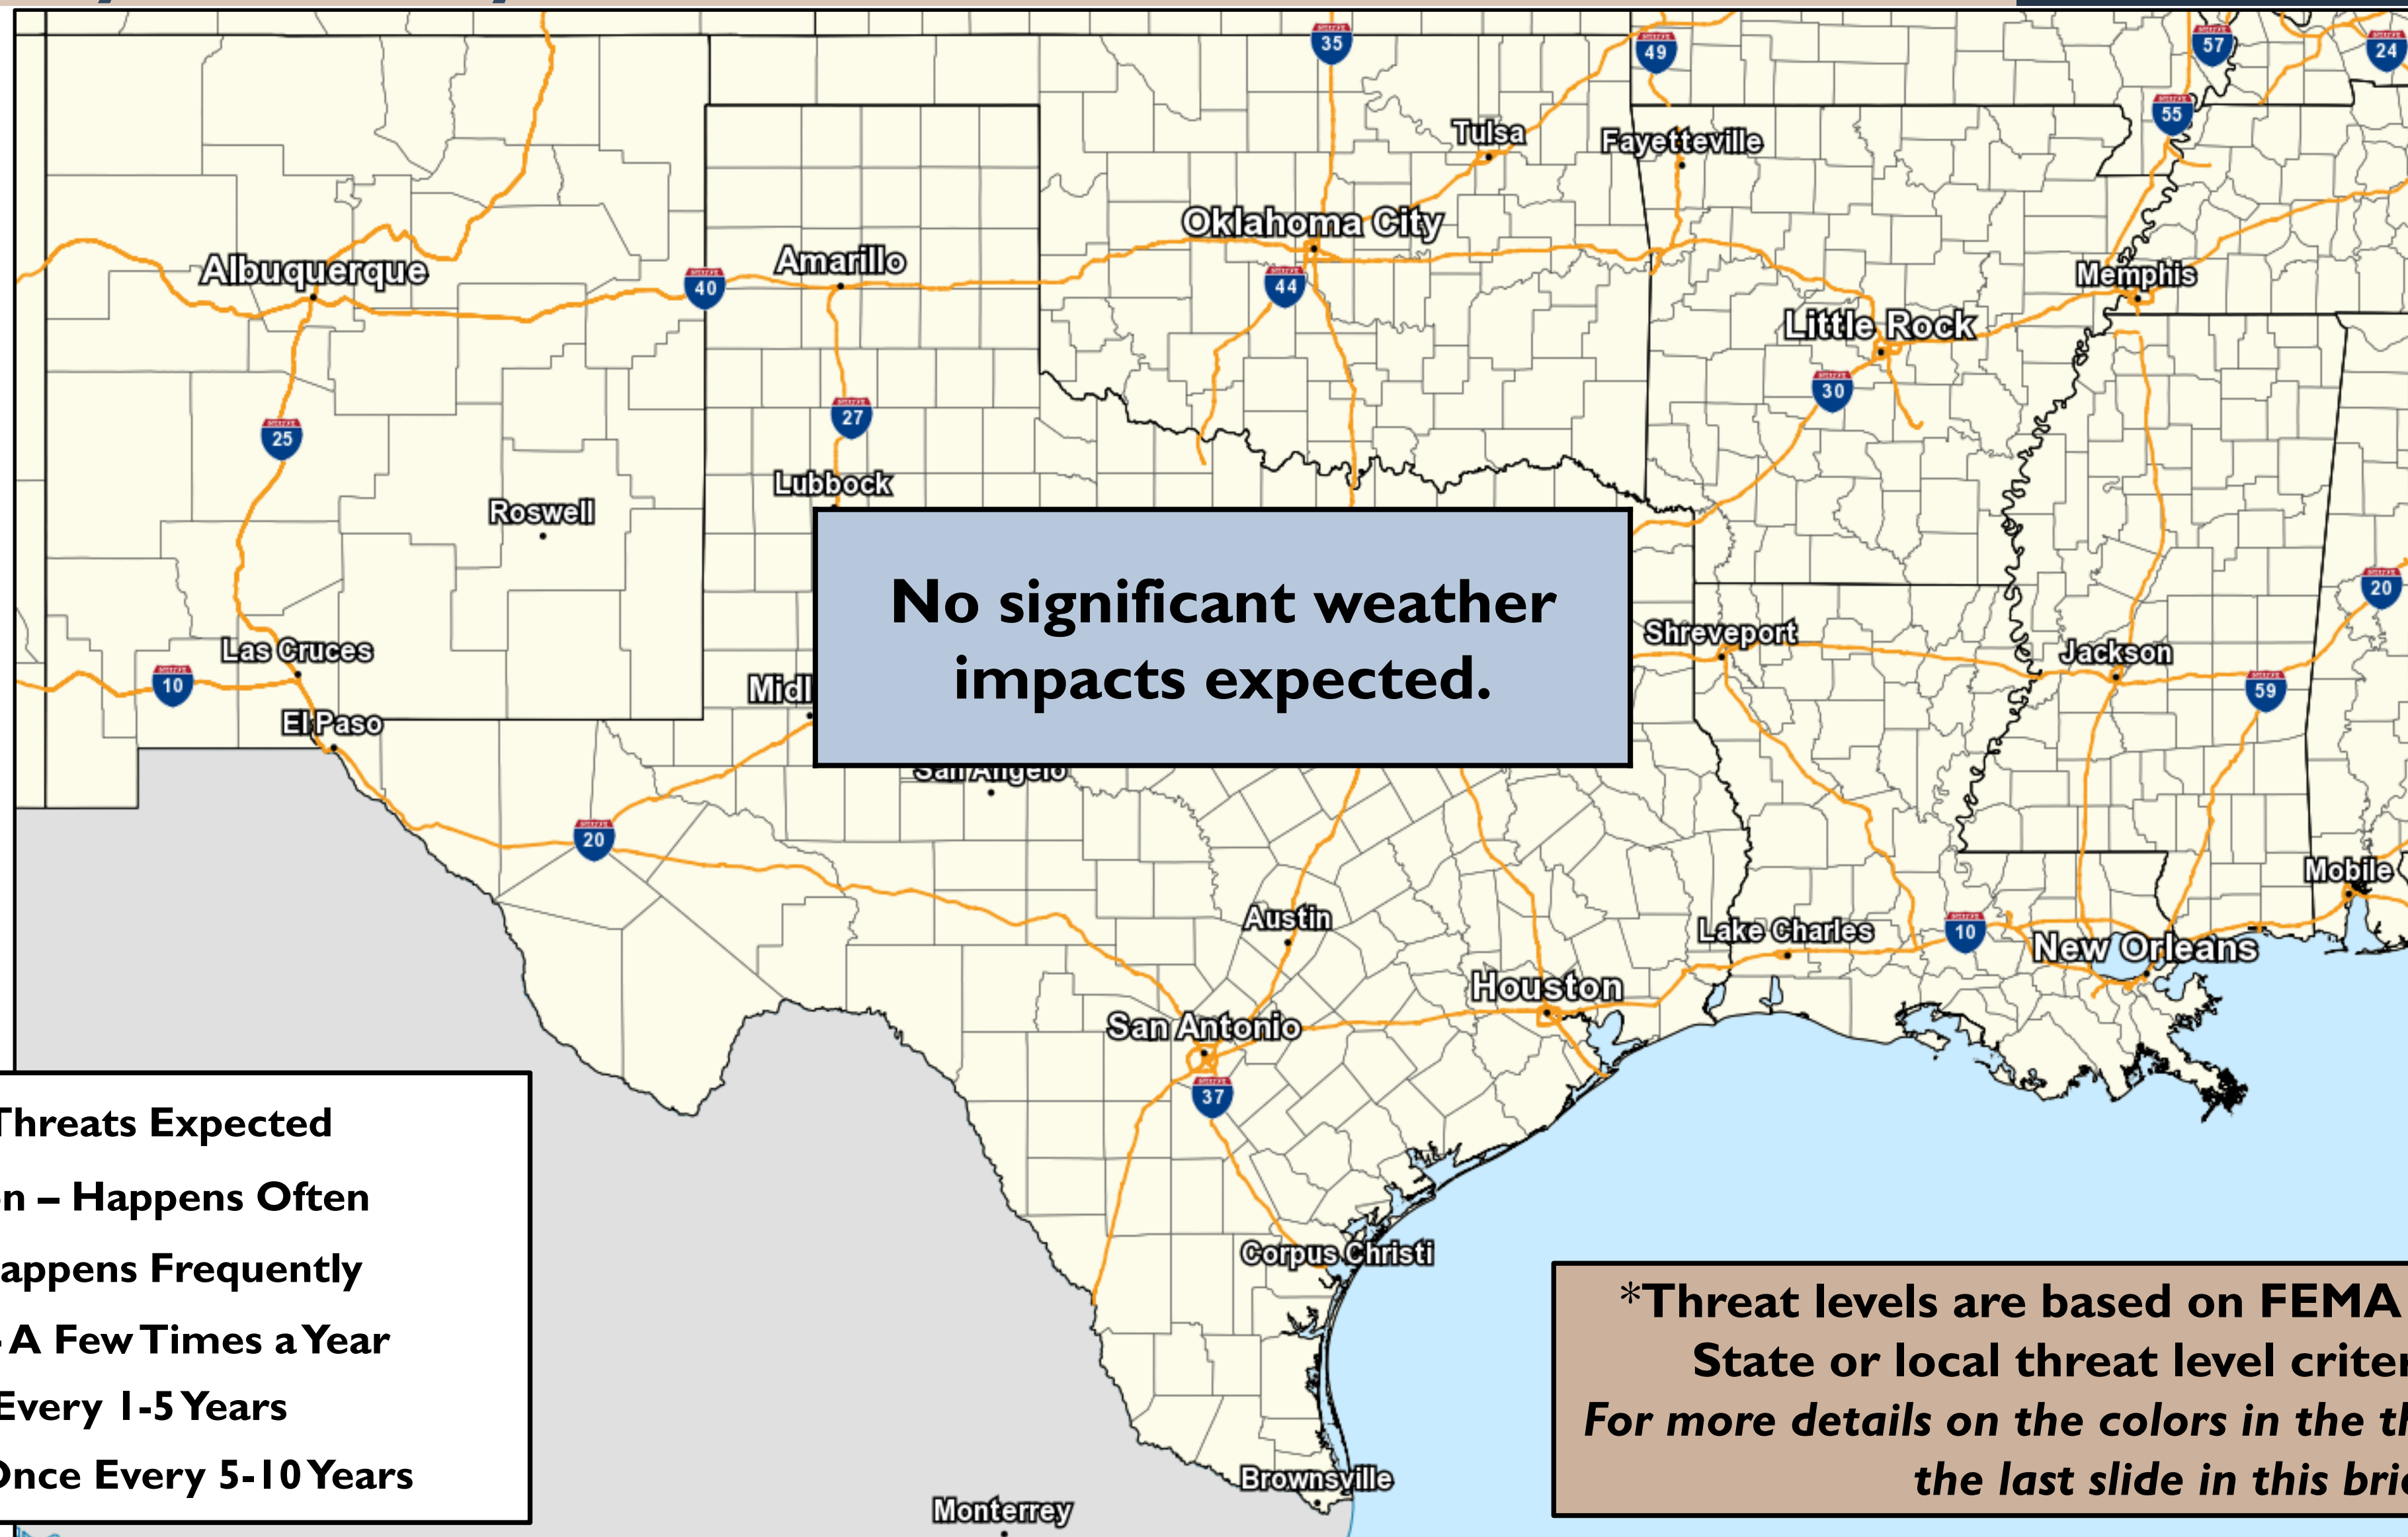 35
49
57
24
55
Tulsa
Fayetteville
Oklahoma City
Albuquerque
Amarillo
40
44
Memphis
Little Rock
30
27
25
Lubbock
Roswell
No significant weather
impacts expected.
20
Shreveport
Las Cruces
Jackson
10
Midl
59
El Paso
San Angelo
20
Mobile
Austin
Lake Charles
10
New Orleans
Houston
San Antonio
37
Threats Expected
n – Happens Often
Corpus Christi
appens Frequently
- A Few Times a Year
Every 1-5 Years
Once Every 5-10 Years
*Threat levels are based on FEMA
State or local threat level criter
For more details on the colors in the th
the last slide in this brie
Brownsville
Monterrey